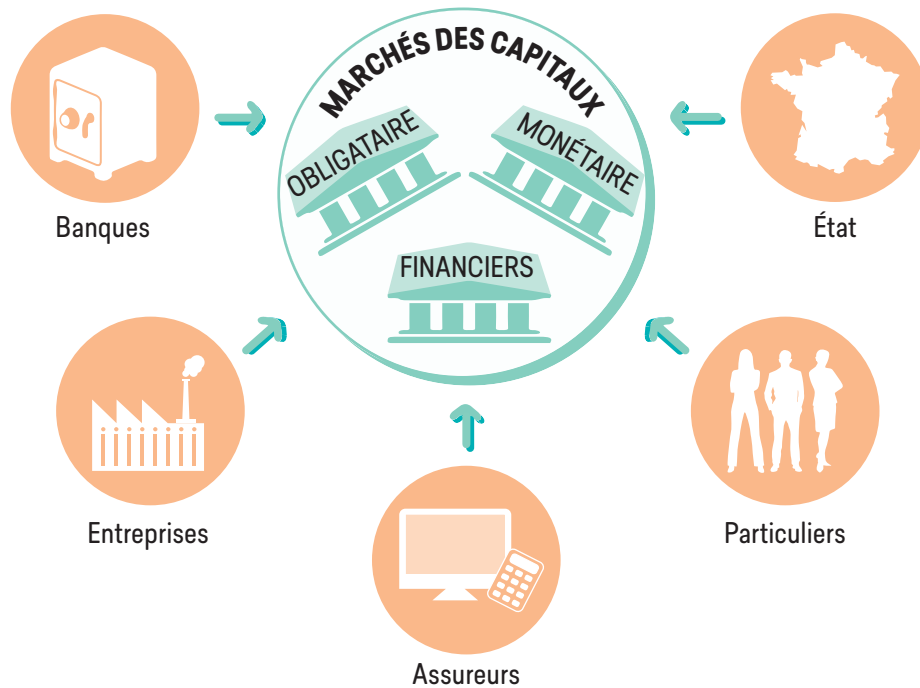 MARCHÉS DES CAPITAUX
OBLIGATAIRE
MONÉTAIRE
FINANCIERS
Banques
État
Entreprises
Particuliers
Assureurs